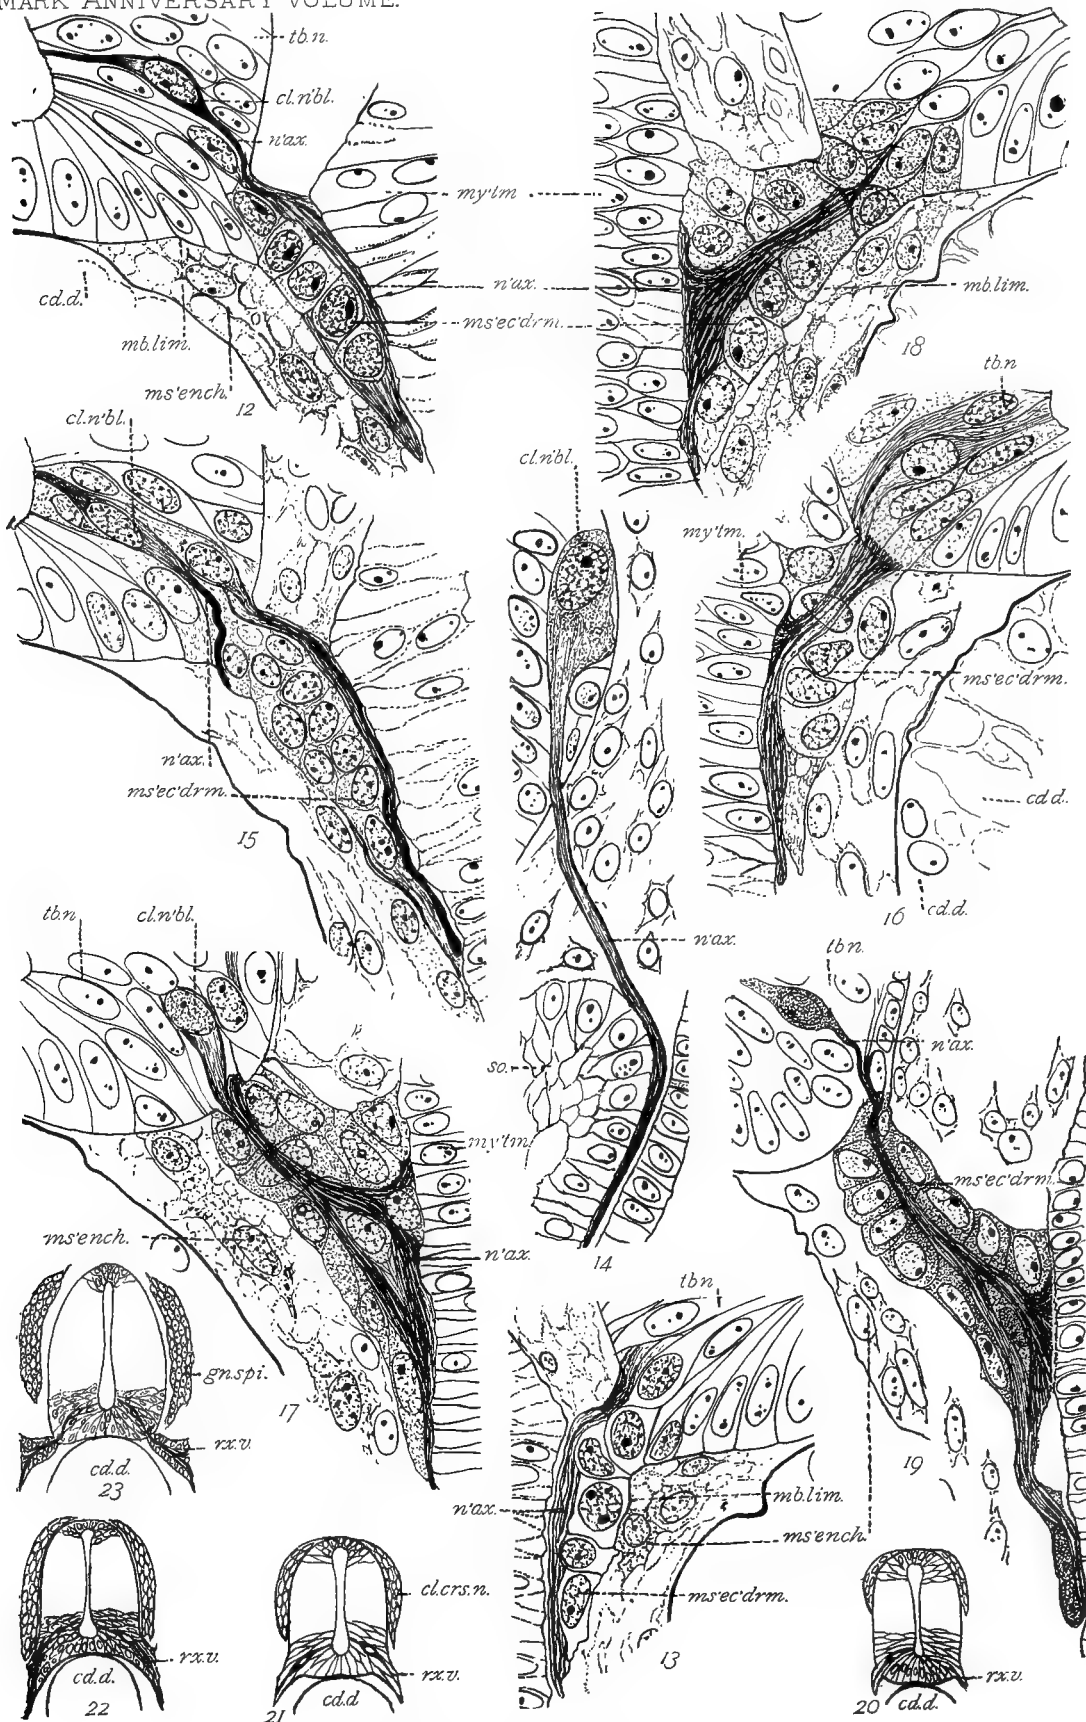 MARK ANNIVERSARY VOLUME.
tb.n.
cl.n'bl.
n'ax.
my'tm
n'ax.
ms'ec'drm.
cd.d.
mb.lim.
ms'ench.
12
mb.lim.
18
tb.n
cl.n'bl.
cl.n'bl.
my'tm.
ms'ec'drm.
n'ax.
ms'ec'drm.
15
cd.d.
16
cd.d.
tb.n
cl.n'bl.
n'ax.
tb.n.
n'ax.
so.
my'tm.
ms'ec'drm.
ms'ench.
n'ax.
14
tb.n
gn.spi.
17
rx.v.
cd.d.
23
19
n'ax.
mb.lim.
ms'ench.
cl.crs.n.
ms'ec'drm.
13
rx.v.
cd.d.
22
rx.v.
cd.d
21
rx.v.
20
cd.d.